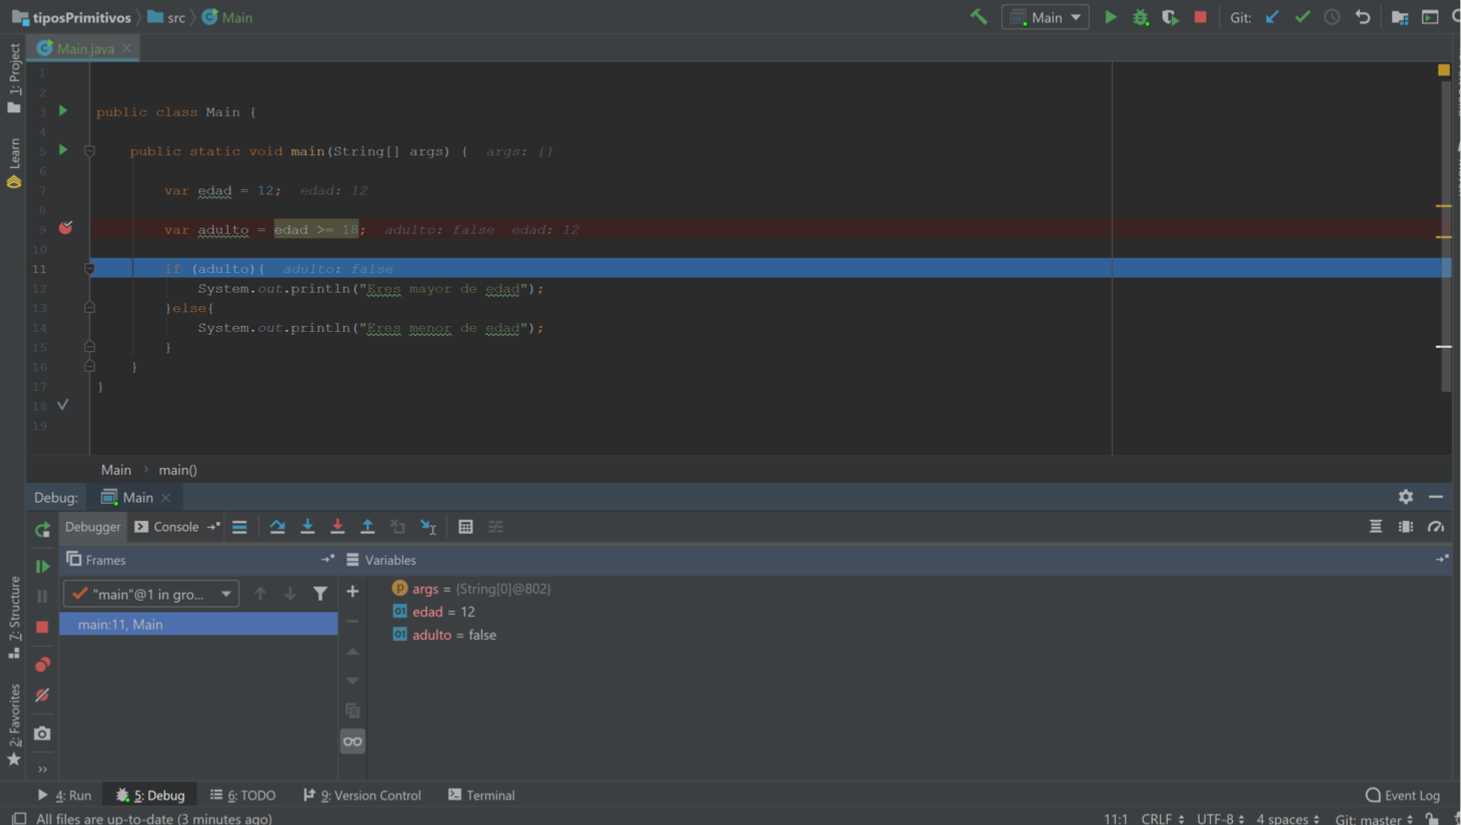 tiposPrimitivos src Main
Main Git:
Main.java
1: Project
Learn
7: Structure
2: Favorites
1
2
3 public class Main {
4
5 public static void main(String[] args) { args: {}
6
7 var edad = 12; edad: 12
8
9 var adulto = edad >= 18; adulto: false edad: 12
10
11 if (adulto){ adulto: false
12 System.out.println("Eres mayor de edad");
13 }else{
14 System.out.println("Eres menor de edad");
15 }
16 }
17 }
18
19
Main › main()
Debug: Main
Debugger Console
Frames Variables
"main"@1 in gro...
main:11, Main
args = {String[0]@802}
edad = 12
adulto = false
4: Run 5: Debug 6: TODO 9: Version Control Terminal Event Log
All files are up-to-date (3 minutes ago) 11:1 CRLF UTF-8 4 spaces Git: master